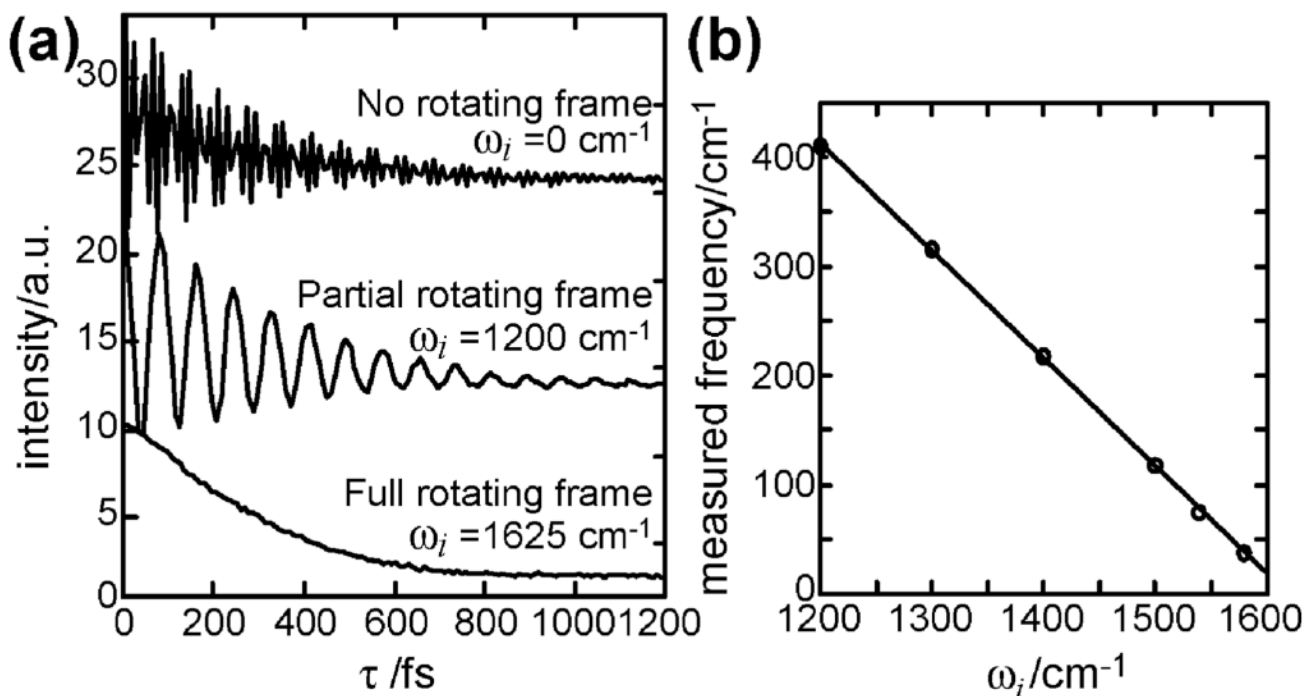 (a)
intensity/a.u.
30
25
20
15
10
5
0
No rotating frame
ωi =0 cm-1
Partial rotating frame
ωi =1200 cm-1
Full rotating frame
ωi =1625 cm-1
0 200 400 600 800 10001200
τ /fs
(b)
measured frequency/cm-1
400
300
200
100
0
1200 1300 1400 1500 1600
ωi /cm-1